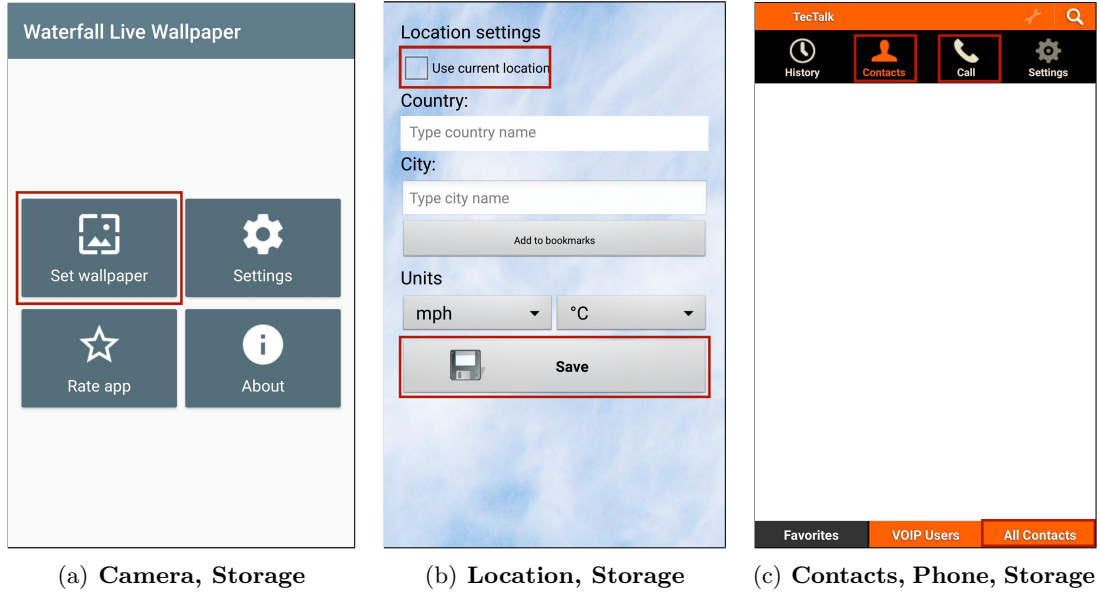 Waterfall Live Wallpaper
Set wallpaper
Settings
Rate app
About
(a) Camera, Storage
Location settings
Use current location
Country:
Type country name
City:
Type city name
Add to bookmarks
Units
mph
°C
Save
(b) Location, Storage
TecTalk
History
Contacts
Call
Settings
Favorites
VOIP Users
All Contacts
(c) Contacts, Phone, Storage